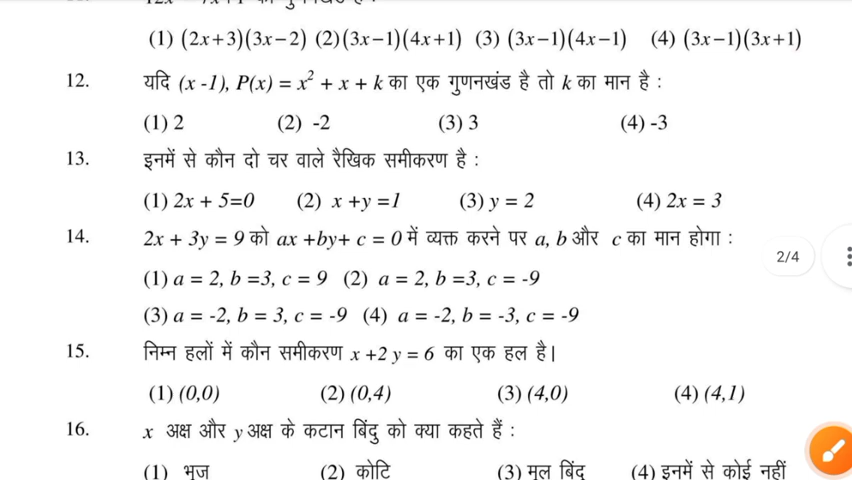 का गुणनखंड है :
(1) (2x+3)(3x−2) (2) (3x−1)(4x+1) (3) (3x−1)(4x−1) (4) (3x−1)(3x+1)
12. यदि (x -1), P(x) = x² + x + k का एक गुणनखंड है तो k का मान है :
(1) 2 (2) -2 (3) 3 (4) -3
13. इनमें से कौन दो चर वाले रैखिक समीकरण है :
(1) 2x + 5=0 (2) x +y =1 (3) y = 2 (4) 2x = 3
14. 2x + 3y = 9 को ax +by+ c = 0 में व्यक्त करने पर a, b और c का मान होगा :
(1) a = 2, b =3, c = 9 (2) a = 2, b =3, c = -9
(3) a = -2, b = 3, c = -9 (4) a = -2, b = -3, c = -9
2/4
15. निम्न हलों में कौन समीकरण x +2 y = 6 का एक हल है।
(1) (0,0) (2) (0,4) (3) (4,0) (4) (4,1)
16. x अक्ष और y अक्ष के कटान बिंदु को क्या कहते हैं :
(1) भुज (2) कोटि (3) मूल बिंदु (4) इनमें से कोई नहीं